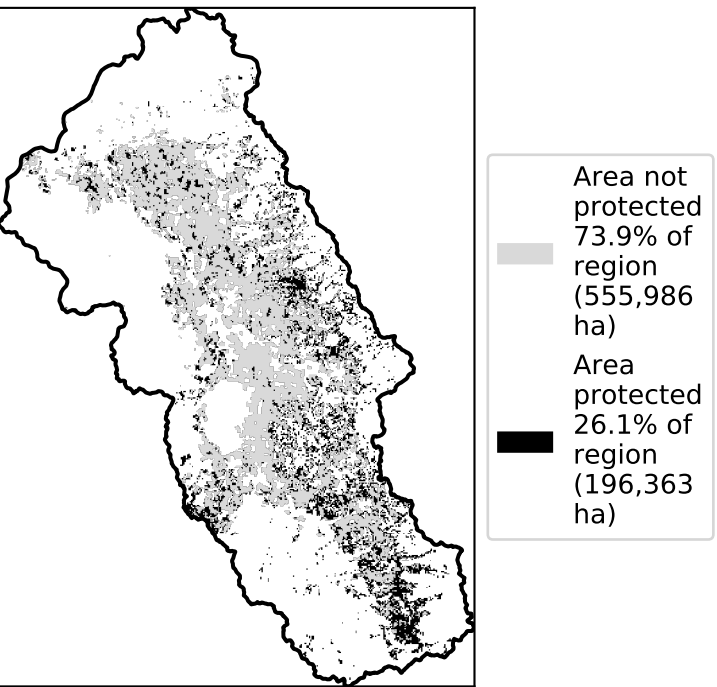 Area not
protected
73.9% of
region
(555,986
ha)
Area
protected
26.1% of
region
(196,363
ha)